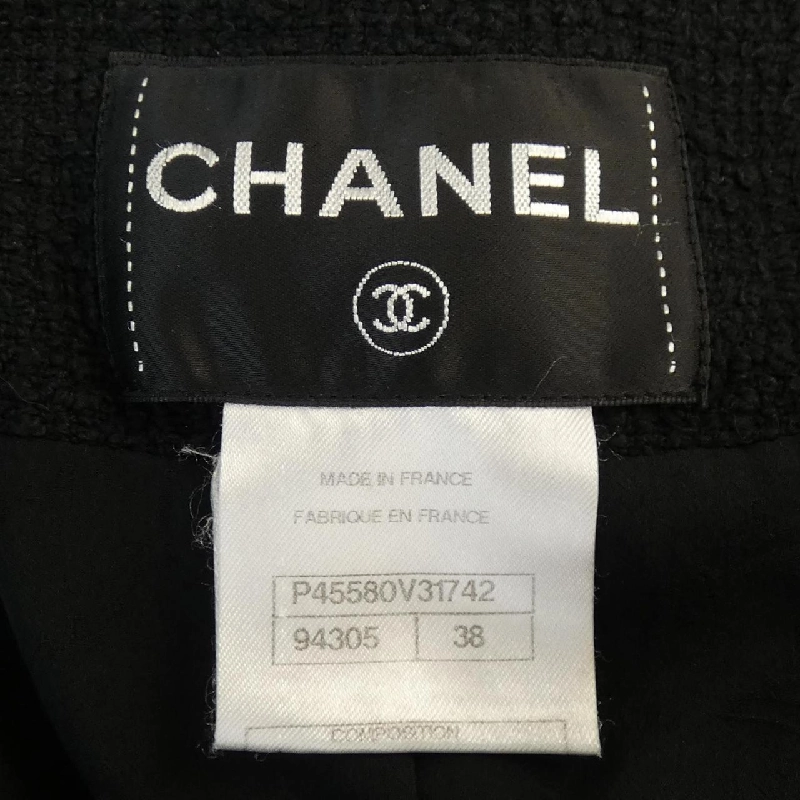 CHANEL
MADE IN FRANCE
FABRIQUE EN FRANCE
P45580V31742
94305 38
COMPOSITION